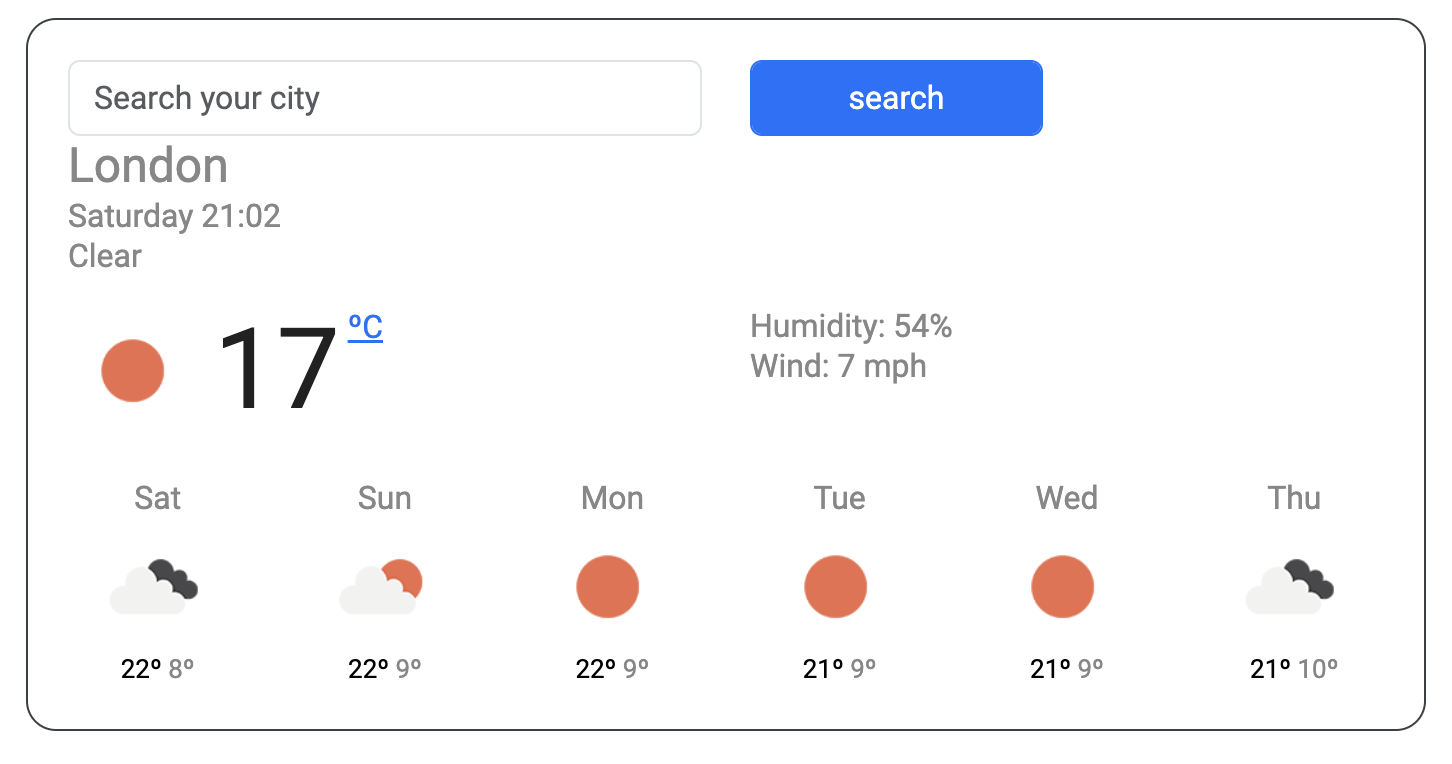 Search your city
search
London
Saturday 21:02
Clear
17 ºC
Humidity: 54%
Wind: 7 mph
Sat Sun Mon Tue Wed Thu
22º 8º 22º 9º 22º 9º 21º 9º 21º 9º 21º 10º